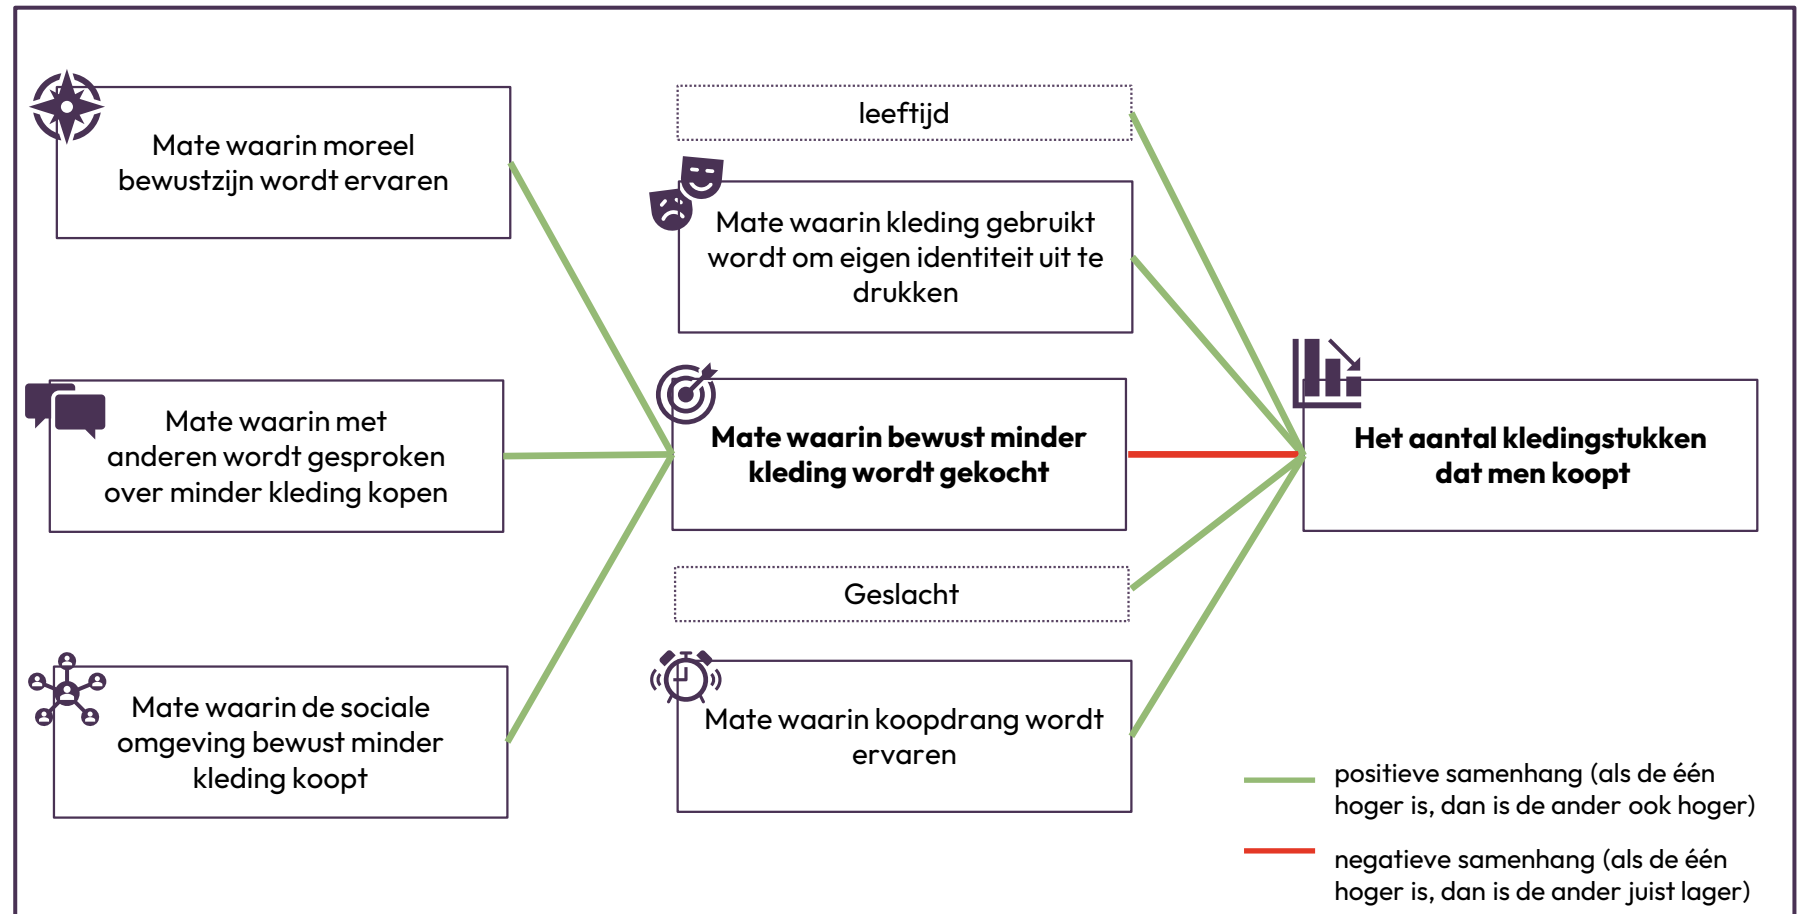 Mate waarin moreel
bewustzijn wordt ervaren
Mate waarin met
anderen wordt gesproken
over minder kleding kopen
Mate waarin de sociale
omgeving bewust minder
kleding koopt
leeftijd
Mate waarin kleding gebruikt
wordt om eigen identiteit uit te
drukken
Mate waarin bewust minder
kleding wordt gekocht
Geslacht
Mate waarin koopdrang wordt
ervaren
Het aantal kledingstukken
dat men koopt
positieve samenhang (als de één
hoger is, dan is de ander ook hoger)
negatieve samenhang (als de één
hoger is, dan is de ander juist lager)